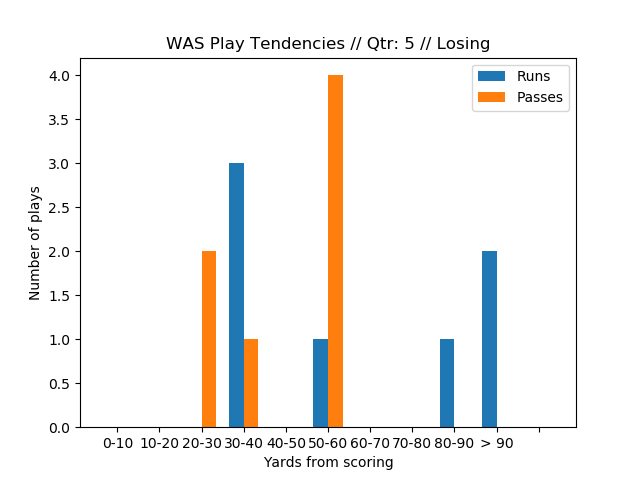 WAS Play Tendencies // Qtr: 5 // Losing
Runs
Passes
Number of plays
4.0
3.5
3.0
2.5
2.0
1.5
1.0
0.5
0.0
0-10 10-20 20-30 30-40 40-50 50-60 60-70 70-80 80-90 > 90
Yards from scoring